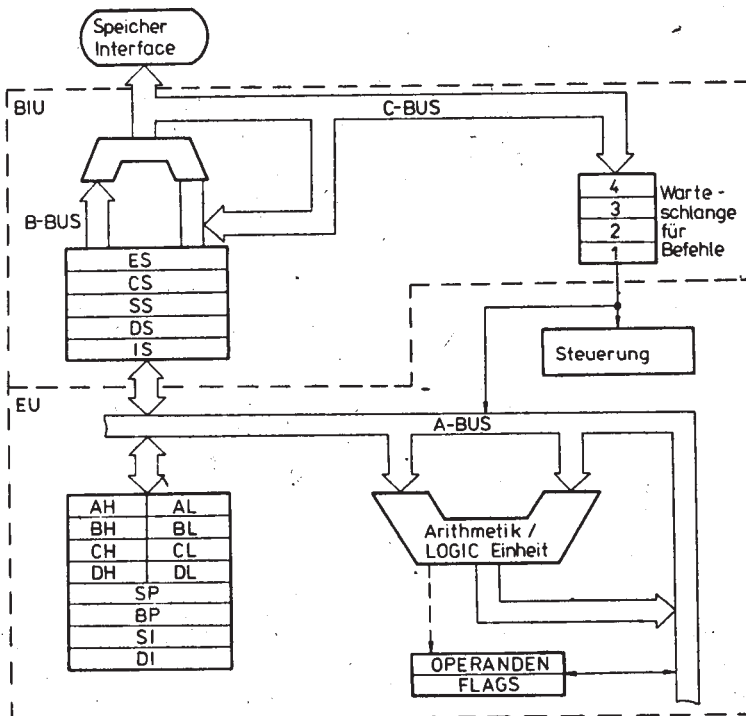 Speicher
Interface
BIU
C-BUS
B-BUS
4
3
2
1
Warte-
schlange
für
Befehle
ES
CS
SS
DS
IS
Steuerung
EU
A-BUS
AH AL
BH BL
CH CL
DH DL
SP
BP
SI
DI
Arithmetik /
LOGIC Einheit
OPERANDEN
FLAGS